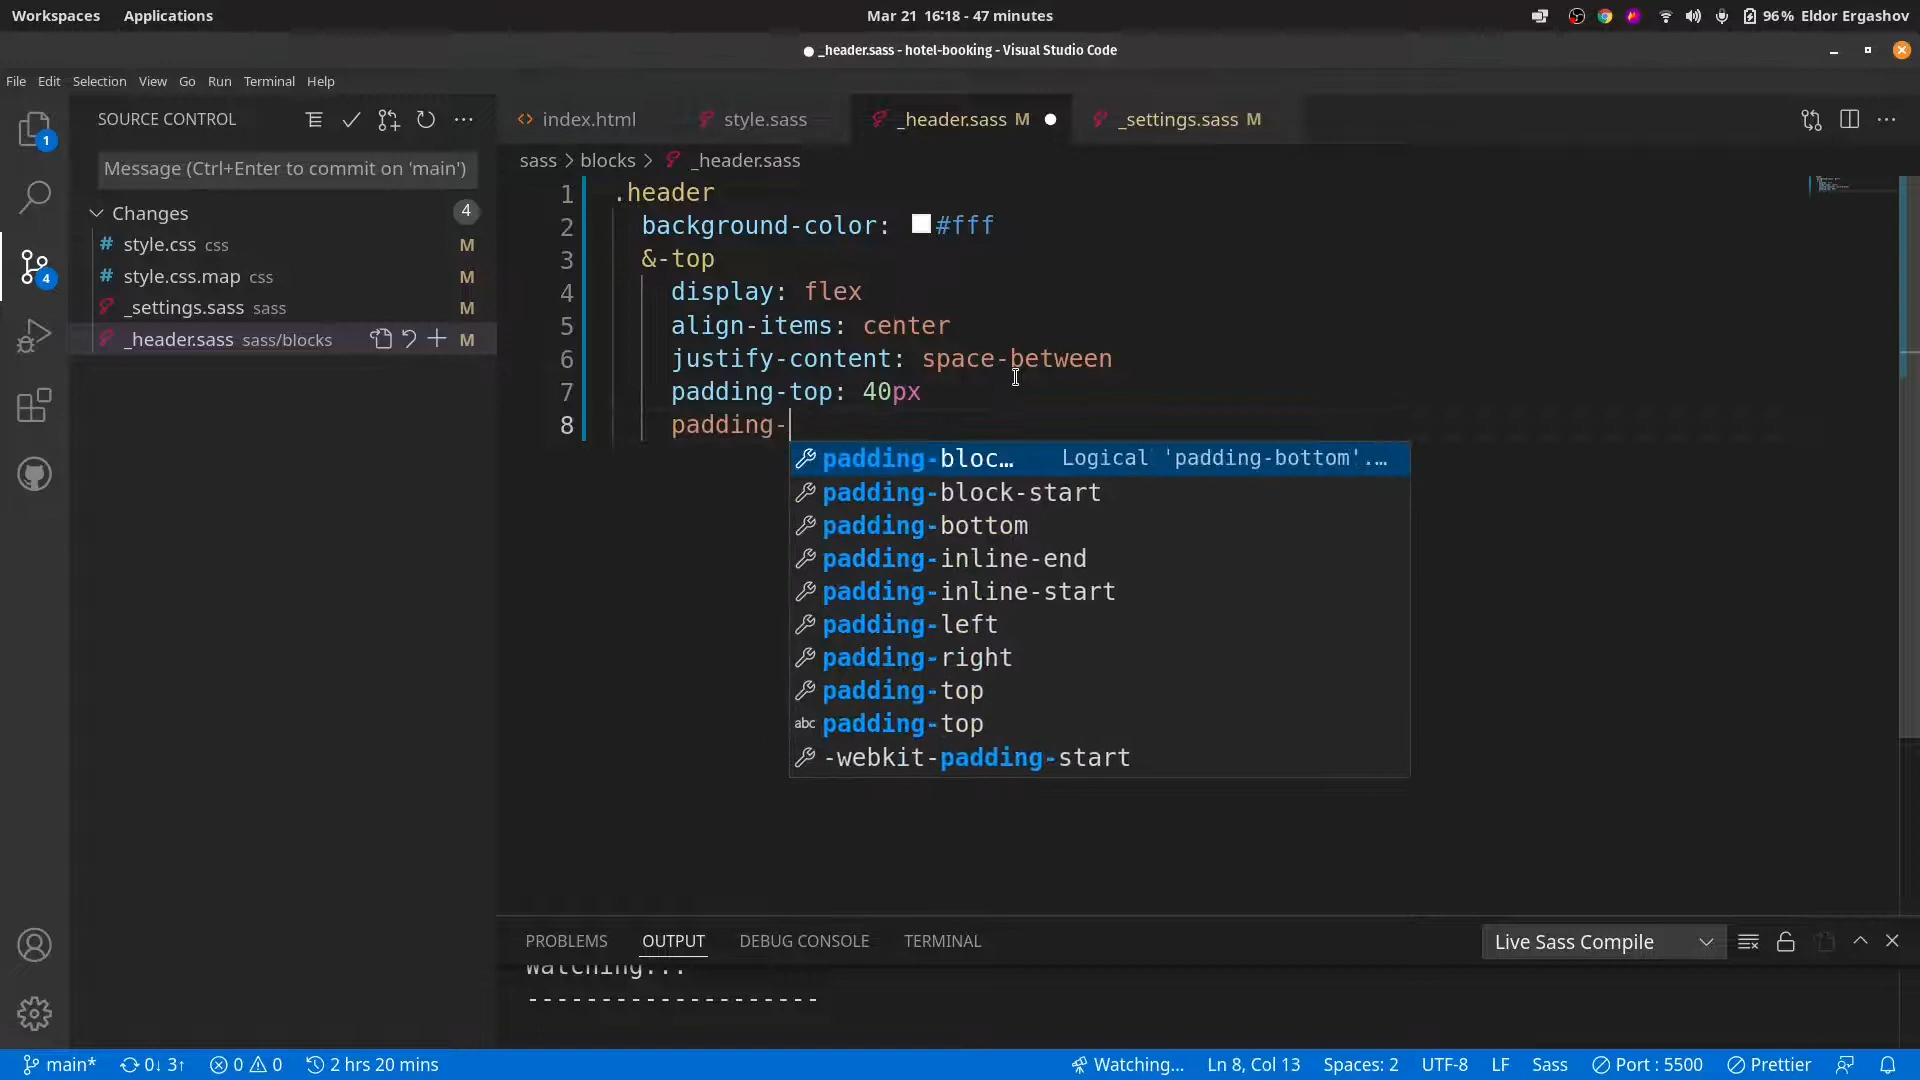 Workspaces Applications Mar 21 16:18 - 47 minutes 96% Eldor Ergashov
_header.sass - hotel-booking - Visual Studio Code
File Edit Selection View Go Run Terminal Help
1
4
SOURCE CONTROL
Message (Ctrl+Enter to commit on 'main')
Changes 4
style.css css M
style.css.map css M
_settings.sass sass M
_header.sass sass/blocks M
index.html style.sass _header.sass M _settings.sass M
sass > blocks > _header.sass
1 .header
2 background-color: #fff
3 &-top
4 display: flex
5 align-items: center
6 justify-content: space-between
7 padding-top: 40px
8 padding-
padding-bloc… Logical 'padding-bottom'.…
padding-block-start
padding-bottom
padding-inline-end
padding-inline-start
padding-left
padding-right
padding-top
abc padding-top
-webkit-padding-start
PROBLEMS OUTPUT DEBUG CONSOLE TERMINAL Live Sass Compile
Watching...
--------------------
main* 0↓ 3↑ 0 0 2 hrs 20 mins Watching... Ln 8, Col 13 Spaces: 2 UTF-8 LF Sass Port : 5500 Prettier